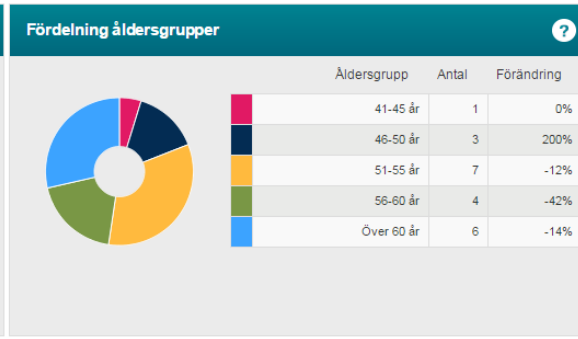 Fördelning åldersgrupper ?
Åldersgrupp Antal Förändring
41-45 år 1 0%
46-50 år 3 200%
51-55 år 7 -12%
56-60 år 4 -42%
Över 60 år 6 -14%